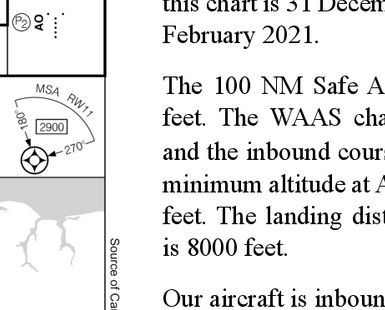 P2
AO
MSA RW11
180°
2900
270°
Source of Ca
this chart is 31 Decem
February 2021.
The 100 NM Safe A
feet. The WAAS cha
and the inbound cours
minimum altitude at A
feet. The landing dist
is 8000 feet.
Our aircraft is inboun